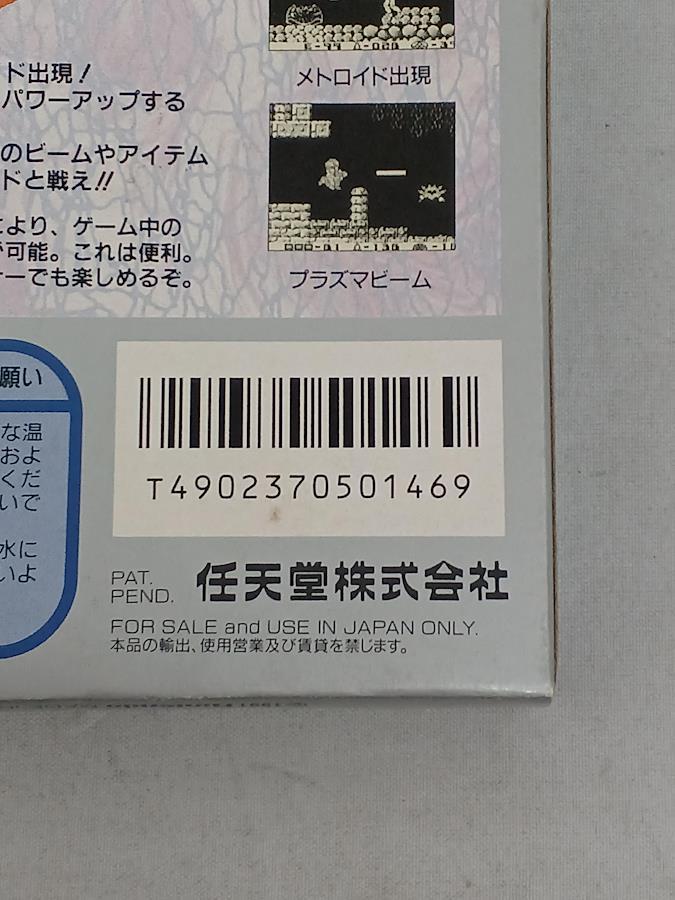 メトロイド出現
ド出現！
パワーアップする
のビームやアイテム
ドと戦え!!
により、ゲーム中の
が可能。これは便利。
ーでも楽しめるぞ。
プラズマビーム
願い
な温
およ
くだ
いで
水に
いよ
T4902370501469
PAT.
PEND.
任天堂株式会社
FOR SALE and USE IN JAPAN ONLY.
本品の輸出、使用営業及び賃貸を禁じます。